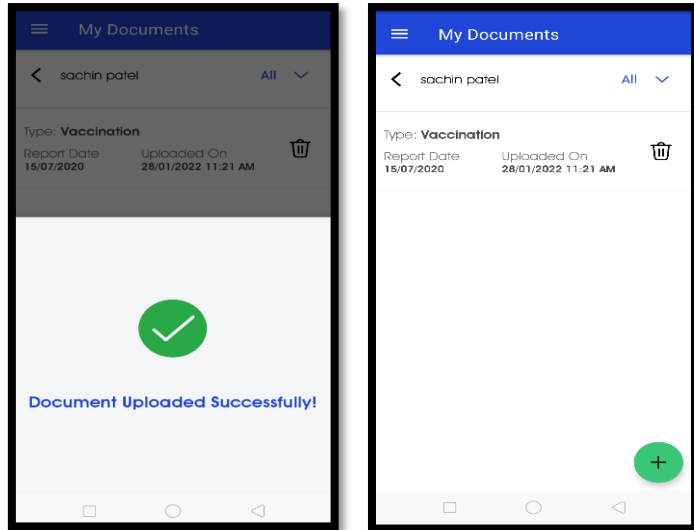 My Documents
sachin patel All
Type: Vaccination
Report Date Uploaded On
15/07/2020 28/01/2022 11:21 AM
Document Uploaded Successfully!
My Documents
sachin patel All
Type: Vaccination
Report Date Uploaded On
15/07/2020 28/01/2022 11:21 AM